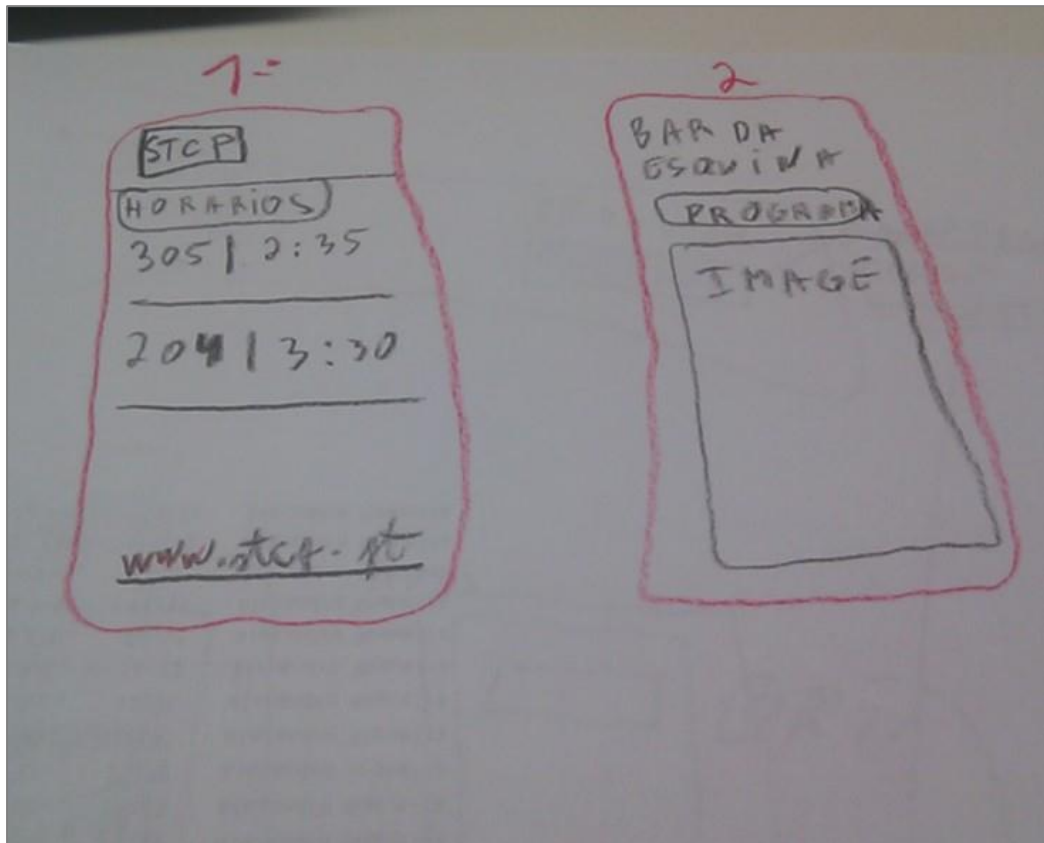 1-
STCP
HORARIOS
305 | 2:35
204 | 3:30
www.stcp.pt
2
BAR DA
ESQUINA
PROGRAMA
IMAGE